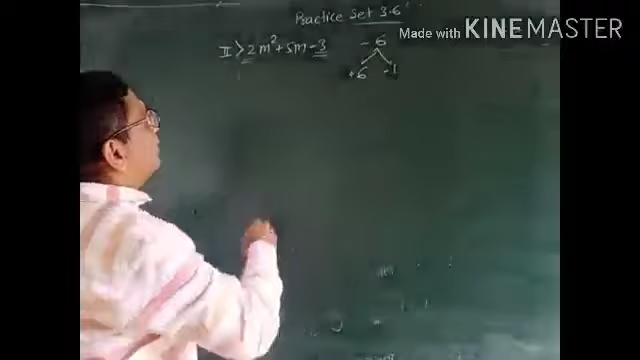 Practice Set 3.6
Made with KINEMASTER
II> 2m²+5m-3
-6
+6 -1